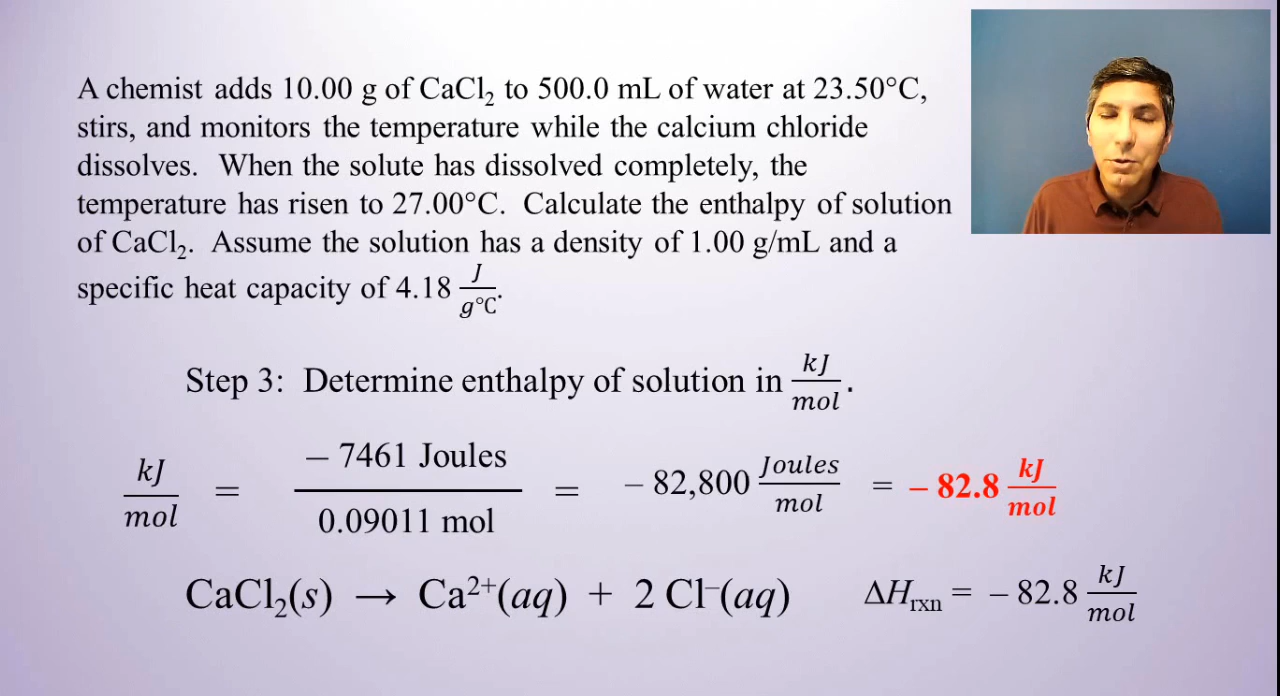 A chemist adds 10.00 g of CaCl₂ to 500.0 mL of water at 23.50°C,
stirs, and monitors the temperature while the calcium chloride
dissolves. When the solute has dissolved completely, the
temperature has risen to 27.00°C. Calculate the enthalpy of solution
of CaCl₂. Assume the solution has a density of 1.00 g/mL and a
specific heat capacity of 4.18 J/g°C.
Step 3: Determine enthalpy of solution in kJ/mol.
kJ/mol = – 7461 Joules / 0.09011 mol = – 82,800 Joules/mol = – 82.8 kJ/mol
CaCl₂(s) → Ca²⁺(aq) + 2 Cl⁻(aq) ΔHrxn = – 82.8 kJ/mol